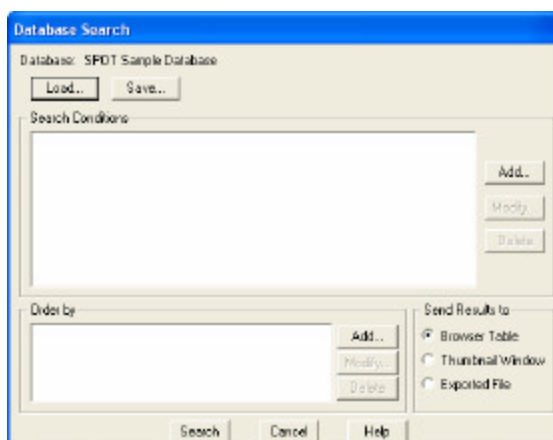 Database Search
Database: SPOT Sample Database
Load... Save...
Search Conditions
Add...
Modify...
Delete
Order by
Add...
Modify...
Delete
Send Results to
Browser Table
Thumbnail Window
Exported File
Search Cancel Help